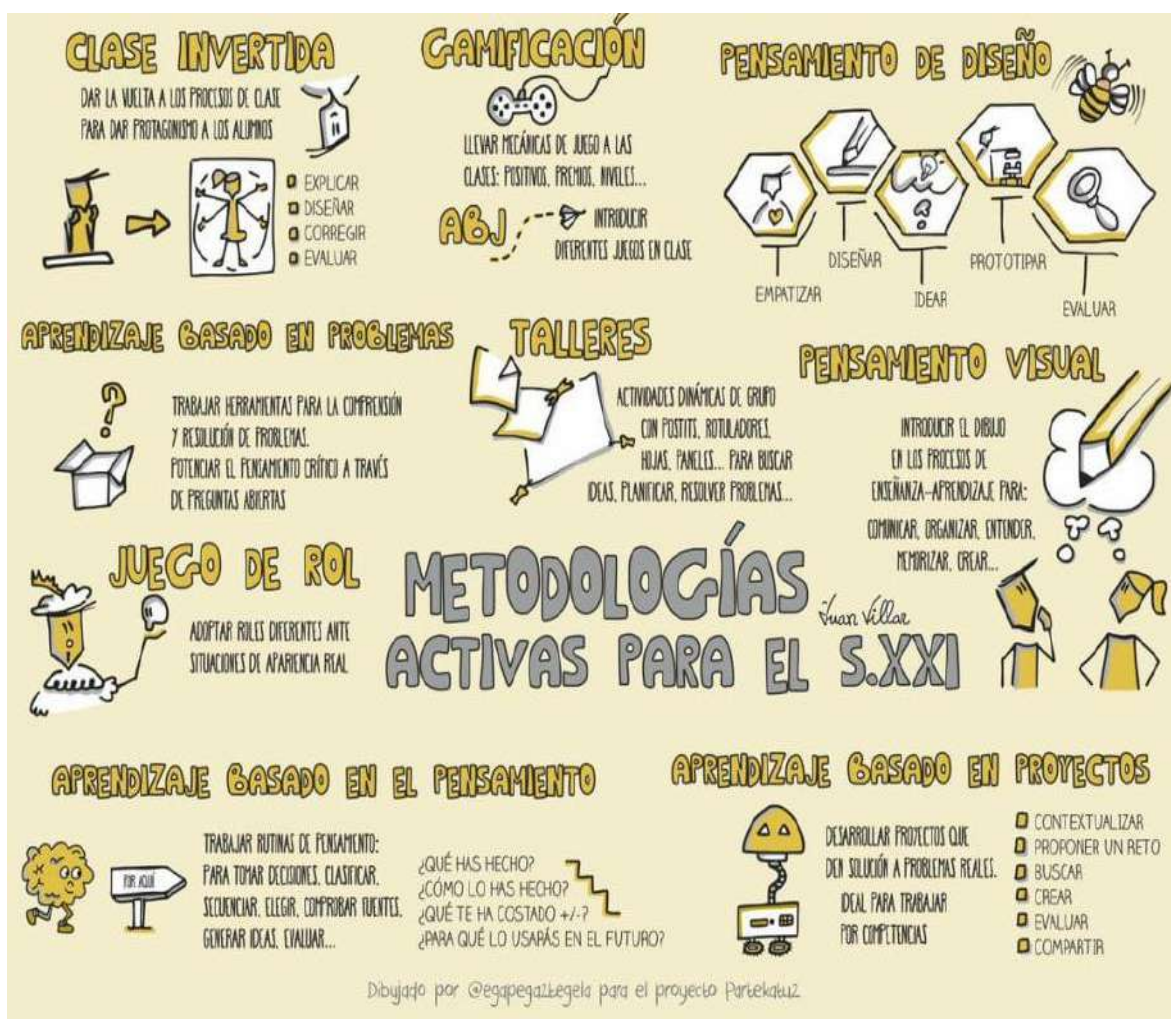 CLASE INVERTIDA
DAR LA VUELTA A LOS PROCESOS DE CLASE
PARA DAR PROTAGONISMO A LOS ALUMNOS
EXPLICAR
DISEÑAR
CORREGIR
EVALUAR
GAMIFICACIÓN
LLEVAR MECÁNICAS DE JUEGO A LAS
CLASES: POSITIVOS, PREMIOS, NIVELES...
ABJ
INTRODUCIR
DIFERENTES JUEGOS EN CLASE
PENSAMIENTO DE DISEÑO
EMPATIZAR
DISEÑAR
IDEAR
PROTOTIPAR
EVALUAR
APRENDIZAJE BASADO EN PROBLEMAS
TRABAJAR HERRAMIENTAS PARA LA COMPRENSIÓN
Y RESOLUCIÓN DE PROBLEMAS.
POTENCIAR EL PENSAMIENTO CRÍTICO A TRAVÉS
DE PREGUNTAS ABIERTAS
TALLERES
ACTIVIDADES DINÁMICAS DE GRUPO
CON POSTITS, ROTULADORES,
HOJAS, PANELES... PARA BUSCAR
IDEAS, PLANIFICAR, RESOLVER PROBLEMAS...
PENSAMIENTO VISUAL
INTRODUCIR EL DIBUJO
EN LOS PROCESOS DE
ENSEÑANZA-APRENDIZAJE PARA:
COMUNICAR, ORGANIZAR, ENTENDER,
MEMORIZAR, CREAR...
JUEGO DE ROL
ADOPTAR ROLES DIFERENTES ANTE
SITUACIONES DE APARIENCIA REAL
METODOLOGÍAS
ACTIVAS PARA EL S.XXI
Juan Villar
APRENDIZAJE BASADO EN EL PENSAMIENTO
POR AQUÍ
TRABAJAR RUTINAS DE PENSAMENTO:
PARA TOMAR DECISIONES, CLASIFICAR,
SECUENCIAR, ELEGIR, COMPROBAR FUENTES,
GENERAR IDEAS, EVALUAR...
¿QUÉ HAS HECHO?
¿CÓMO LO HAS HECHO?
¿QUÉ TE HA COSTADO +/-?
¿PARA QUÉ LO USAPÁS EN EL FUTURO?
APRENDIZAJE BASADO EN PROYECTOS
DESARROLLAR PROYECTOS QUE
DEN SOLUCIÓN A PROBLEMAS REALES.
IDEAL PARA TRABAJAR
POR COMPETENCIAS
CONTEXTUALIZAR
PROPONER UN RETO
BUSCAR
CREAR
EVALUAR
COMPARTIR
Dibujado por @egapega2tegela para el proyecto Partekatu2